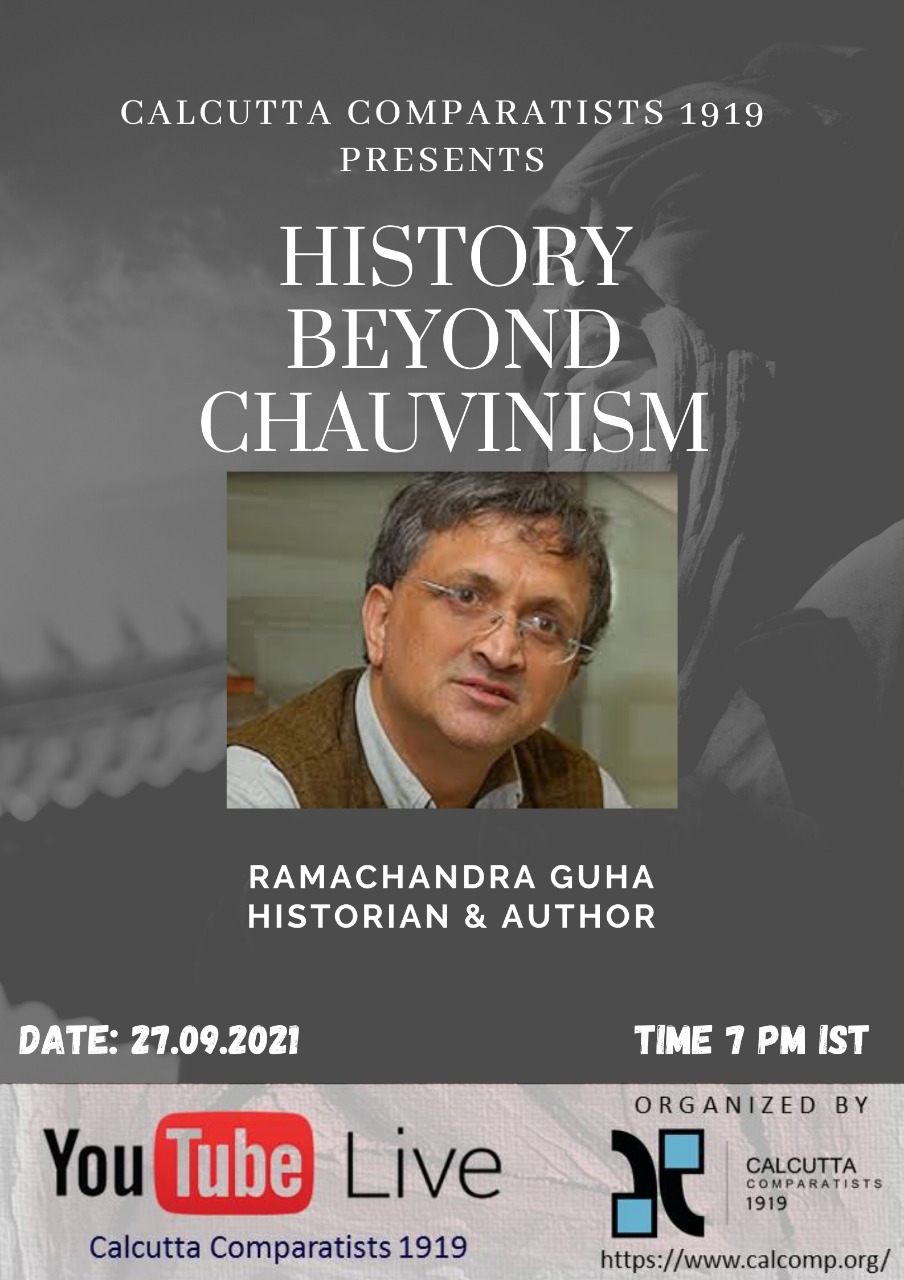 CALCUTTA COMPARATISTS 1919
PRESENTS
HISTORY
BEYOND
CHAUVINISM
RAMACHANDRA GUHA
HISTORIAN & AUTHOR
DATE: 27.09.2021
TIME 7 PM IST
YouTube Live
Calcutta Comparatists 1919
ORGANIZED BY
CALCUTTA
COMPARATISTS
1919
https://www.calcomp.org/